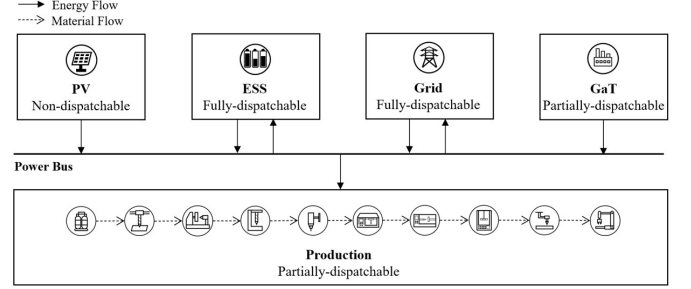 Energy Flow
Material Flow
PV
Non-dispatchable
ESS
Fully-dispatchable
Grid
Fully-dispatchable
GaT
Partially-dispatchable
Power Bus
Production
Partially-dispatchable